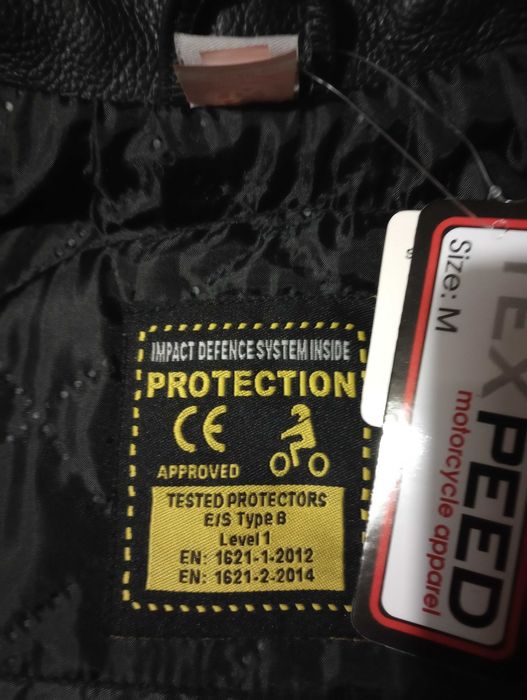 IMPACT DEFENCE SYSTEM INSIDE
PROTECTION
CE
APPROVED
TESTED PROTECTORS
E/S Type B
Level 1
EN: 1621-1-2012
EN: 1621-2-2014
Size: M
TEXPEED
motorcycle apparel